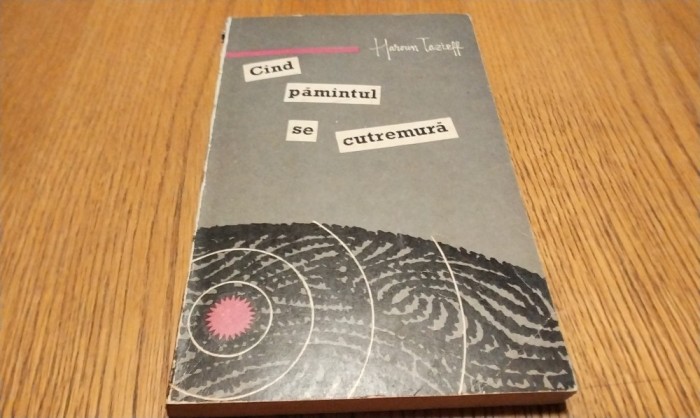 Haroun Tazieff
Cind
pămintul
se
cutremură